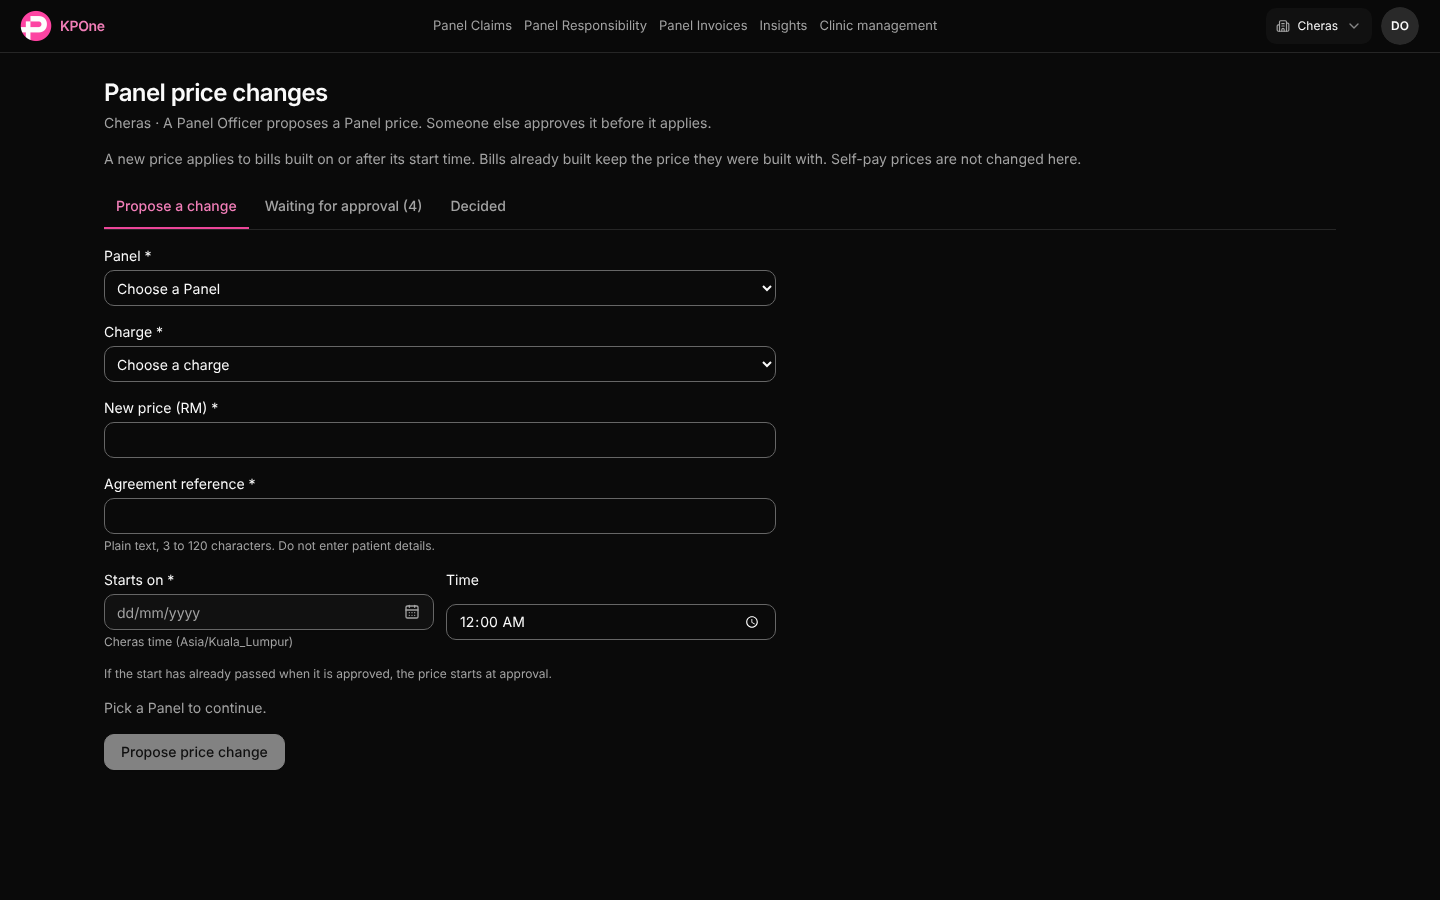 KPOne
Panel Claims
Panel Responsibility
Panel Invoices
Insights
Clinic management
Cheras
DO
Panel price changes
Cheras · A Panel Officer proposes a Panel price. Someone else approves it before it applies.
A new price applies to bills built on or after its start time. Bills already built keep the price they were built with. Self-pay prices are not changed here.
Propose a change
Waiting for approval (4)
Decided
Panel *
Choose a Panel
Charge *
Choose a charge
New price (RM) *
Agreement reference *
Plain text, 3 to 120 characters. Do not enter patient details.
Starts on *
Time
dd/mm/yyyy
12:00 AM
Cheras time (Asia/Kuala_Lumpur)
If the start has already passed when it is approved, the price starts at approval.
Pick a Panel to continue.
Propose price change